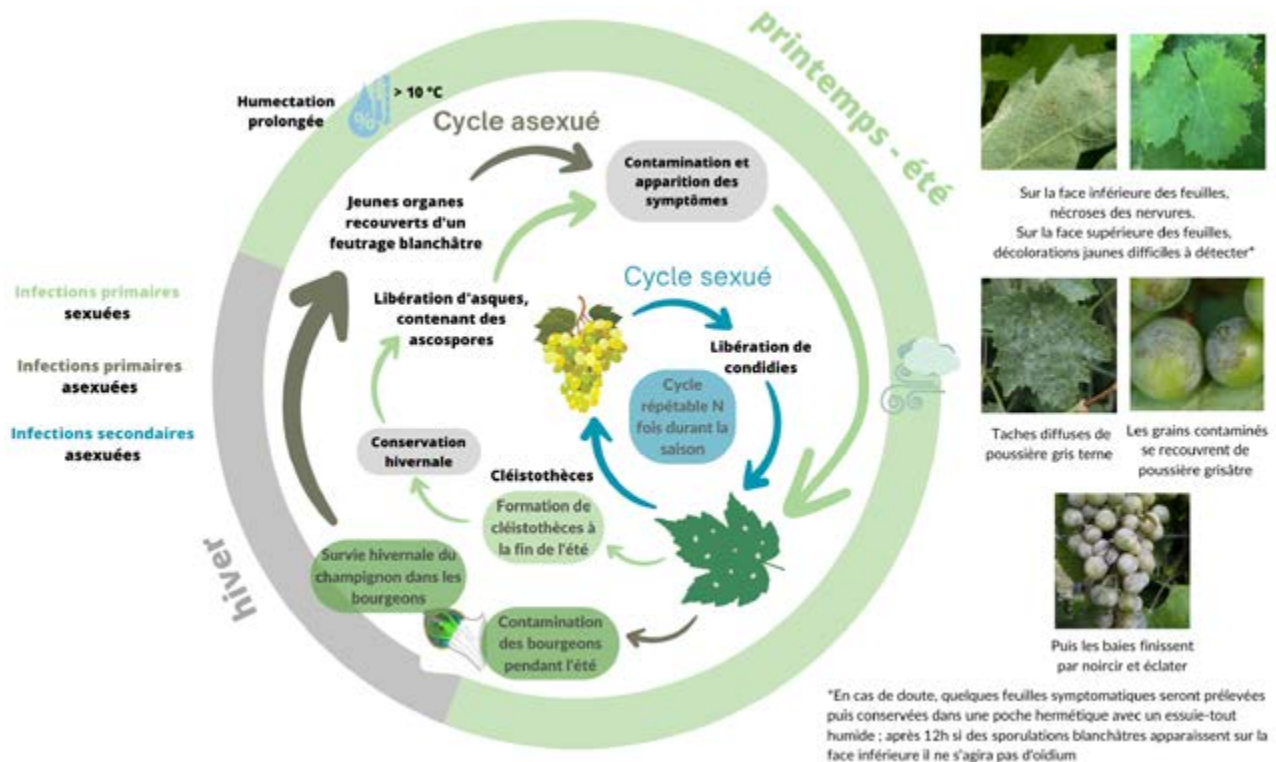 printemps - été
Humectation
prolongée
> 10 °C
%
Cycle asexué
Contamination et
apparition des
symptômes
Jeunes organes
recouverts d'un
feutrage blanchâtre
Infections primaires
sexuées
Infections primaires
asexuées
Infections secondaires
asexuées
Libération d'asques,
contenant des
ascospores
Cycle sexué
Libération de
condidies
Cycle
répétable N
fois durant la
saison
Conservation
hivernale
Cléistothèces
Formation de
cléistothèces à
la fin de l'été
hiver
Survie hivernale du
champignon dans les
bourgeons
Contamination
des bourgeons
pendant l'été
Sur la face inférieure des feuilles,
nécroses des nervures.
Sur la face supérieure des feuilles,
décolorations jaunes difficiles à détecter*
Taches diffuses de
poussière gris terne
Les grains contaminés
se recouvrent de
poussière grisâtre
Puis les baies finissent
par noircir et éclater
*En cas de doute, quelques feuilles symptomatiques seront prélevées
puis conservées dans une poche hermétique avec un essuie-tout
humide ; après 12h si des sporulations blanchâtres apparaissent sur la
face inférieure il ne s'agira pas d'oïdium